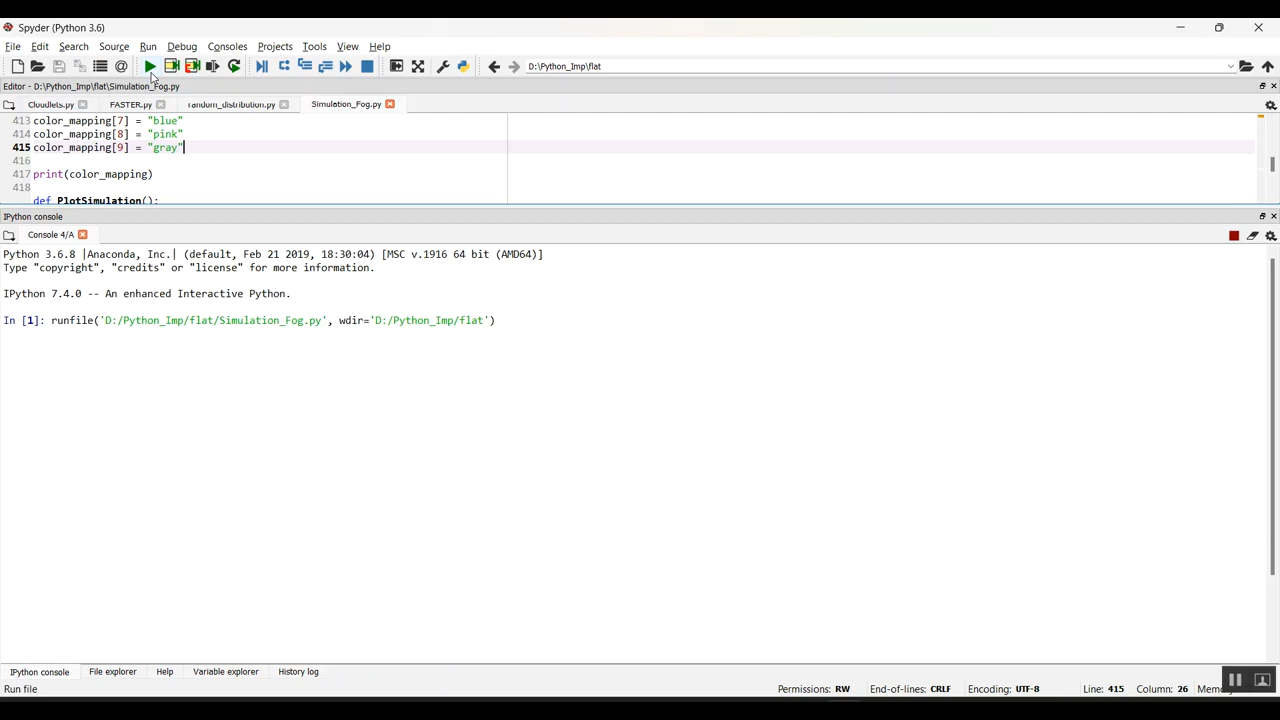 Spyder (Python 3.6)
File Edit Search Source Run Debug Consoles Projects Tools View Help
D:\Python_Imp\flat
Editor - D:\Python_Imp\flat\Simulation_Fog.py
Cloudlets.py FASTER.py random_distribution.py Simulation_Fog.py
413 color_mapping[7] = "blue"
414 color_mapping[8] = "pink"
415 color_mapping[9] = "gray"
416
417 print(color_mapping)
418
def PlotSimulation():
IPython console
Console 4/A
Python 3.6.8 |Anaconda, Inc.| (default, Feb 21 2019, 18:30:04) [MSC v.1916 64 bit (AMD64)]
Type "copyright", "credits" or "license" for more information.
IPython 7.4.0 -- An enhanced Interactive Python.
In [1]: runfile('D:/Python_Imp/flat/Simulation_Fog.py', wdir='D:/Python_Imp/flat')
IPython console File explorer Help Variable explorer History log
Run file Permissions: RW End-of-lines: CRLF Encoding: UTF-8 Line: 415 Column: 26